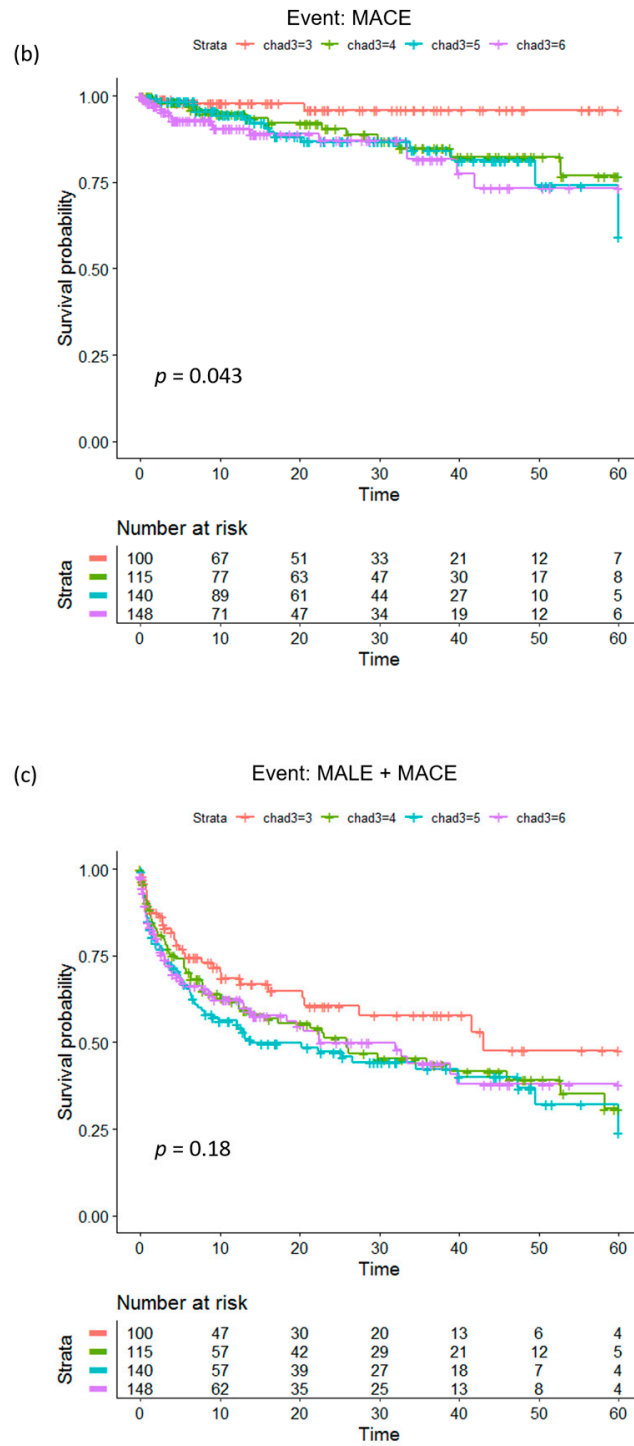 Event: MACE
(b)
Strata chad3=3 chad3=4 chad3=5 chad3=6
1.00
0.75
0.50
0.25
0.00
Survival probability
p = 0.043
0 10 20 30 40 50 60
Time
Number at risk
Strata
100 67 51 33 21 12 7
115 77 63 47 30 17 8
140 89 61 44 27 10 5
148 71 47 34 19 12 6
0 10 20 30 40 50 60
Time
(c)
Event: MALE + MACE
Strata chad3=3 chad3=4 chad3=5 chad3=6
1.00
0.75
0.50
0.25
0.00
Survival probability
p = 0.18
0 10 20 30 40 50 60
Time
Number at risk
Strata
100 47 30 20 13 6 4
115 57 42 29 21 12 5
140 57 39 27 18 7 4
148 62 35 25 13 8 4
0 10 20 30 40 50 60
Time